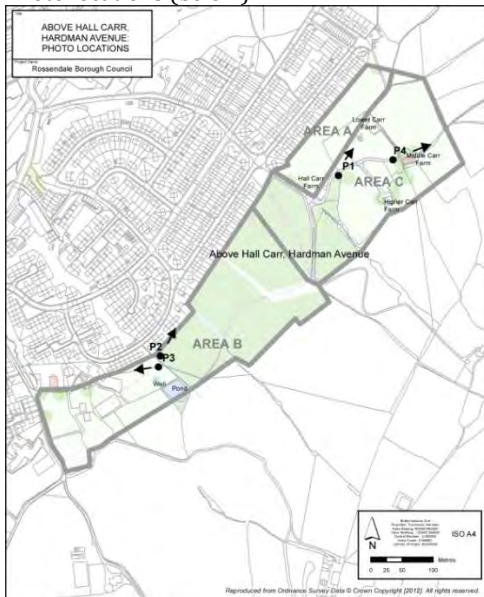 ABOVE HALL CARR,
HARDMAN AVENUE:
PHOTO LOCATIONS
Rossendale Borough Council
AREA A
Lower Carr
Farm
P4
Middle Carr
Farm
P1
Hall Carr
Farm
AREA C
Higher Carr
Farm
Above Hall Carr, Hardman Avenue
P2
AREA B
P3
Well
Pond
N
ISO A4
Metres
0 25 50 100
Reproduced from Ordnance Survey Data © Crown Copyright [2012]. All rights reserved.